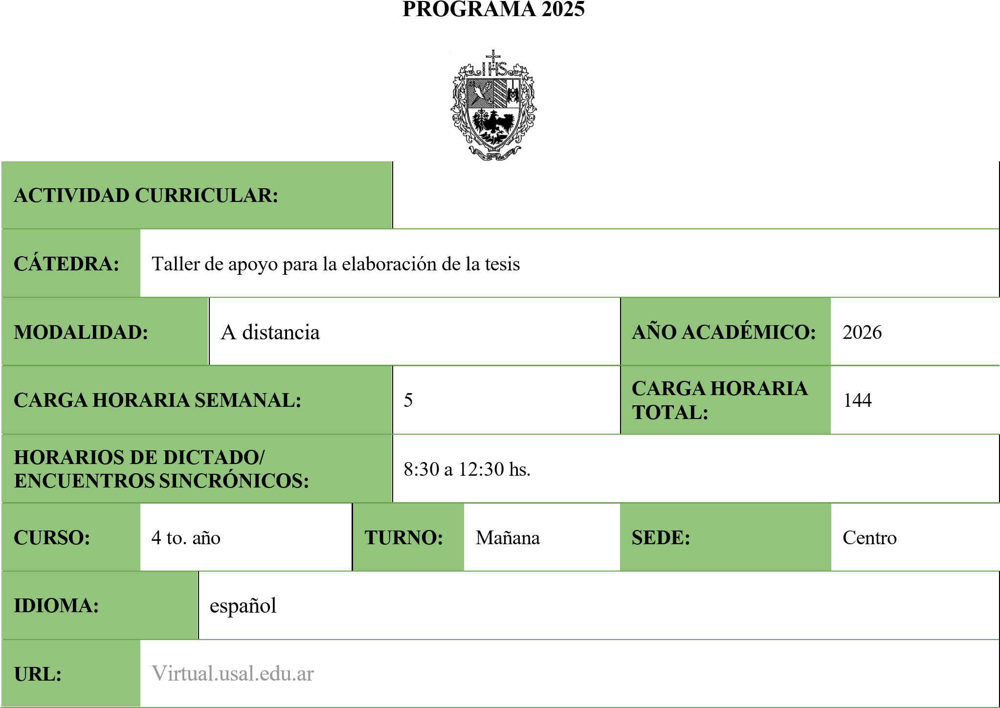 PROGRAMA 2025
IHS
ACTIVIDAD CURRICULAR:
CÁTEDRA: Taller de apoyo para la elaboración de la tesis
MODALIDAD: A distancia AÑO ACADÉMICO: 2026
CARGA HORARIA SEMANAL: 5
CARGA HORARIA
TOTAL: 144
HORARIOS DE DICTADO/
ENCUENTROS SINCRÓNICOS:
8:30 a 12:30 hs.
CURSO: 4 to. año TURNO: Mañana SEDE: Centro
IDIOMA: español
URL: Virtual.usal.edu.ar